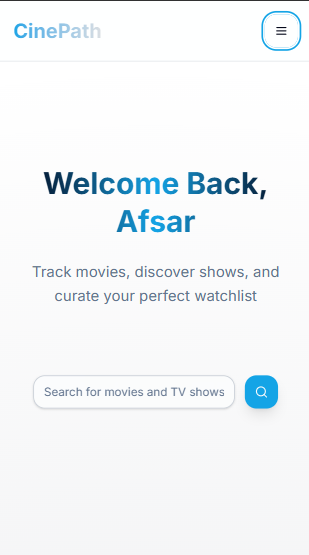 CinePath
Welcome Back,
Afsar
Track movies, discover shows, and
curate your perfect watchlist
Search for movies and TV shows